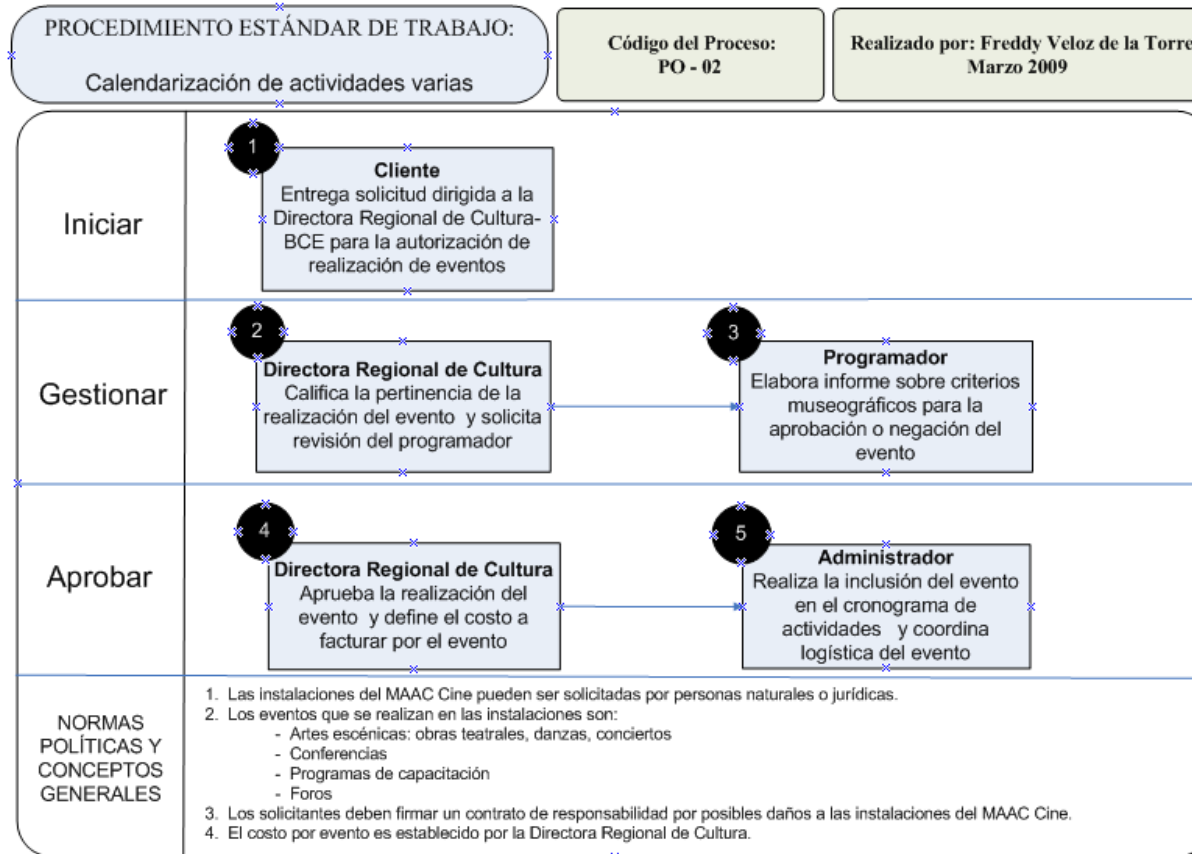 PROCEDIMIENTO ESTÁNDAR DE TRABAJO:
Calendarización de actividades varias
Código del Proceso:
PO - 02
Realizado por: Freddy Veloz de la Torre
Marzo 2009
Iniciar
1
Cliente
Entrega solicitud dirigida a la
Directora Regional de Cultura-
BCE para la autorización de
realización de eventos
Gestionar
2
Directora Regional de Cultura
Califica la pertinencia de la
realización del evento y solicita
revisión del programador
3
Programador
Elabora informe sobre criterios
museográficos para la
aprobación o negación del
evento
Aprobar
4
Directora Regional de Cultura
Aprueba la realización del
evento y define el costo a
facturar por el evento
5
Administrador
Realiza la inclusión del evento
en el cronograma de
actividades y coordina
logística del evento
NORMAS
POLÍTICAS Y
CONCEPTOS
GENERALES
1. Las instalaciones del MAAC Cine pueden ser solicitadas por personas naturales o jurídicas.
2. Los eventos que se realizan en las instalaciones son:
- Artes escénicas: obras teatrales, danzas, conciertos
- Conferencias
- Programas de capacitación
- Foros
3. Los solicitantes deben firmar un contrato de responsabilidad por posibles daños a las instalaciones del MAAC Cine.
4. El costo por evento es establecido por la Directora Regional de Cultura.